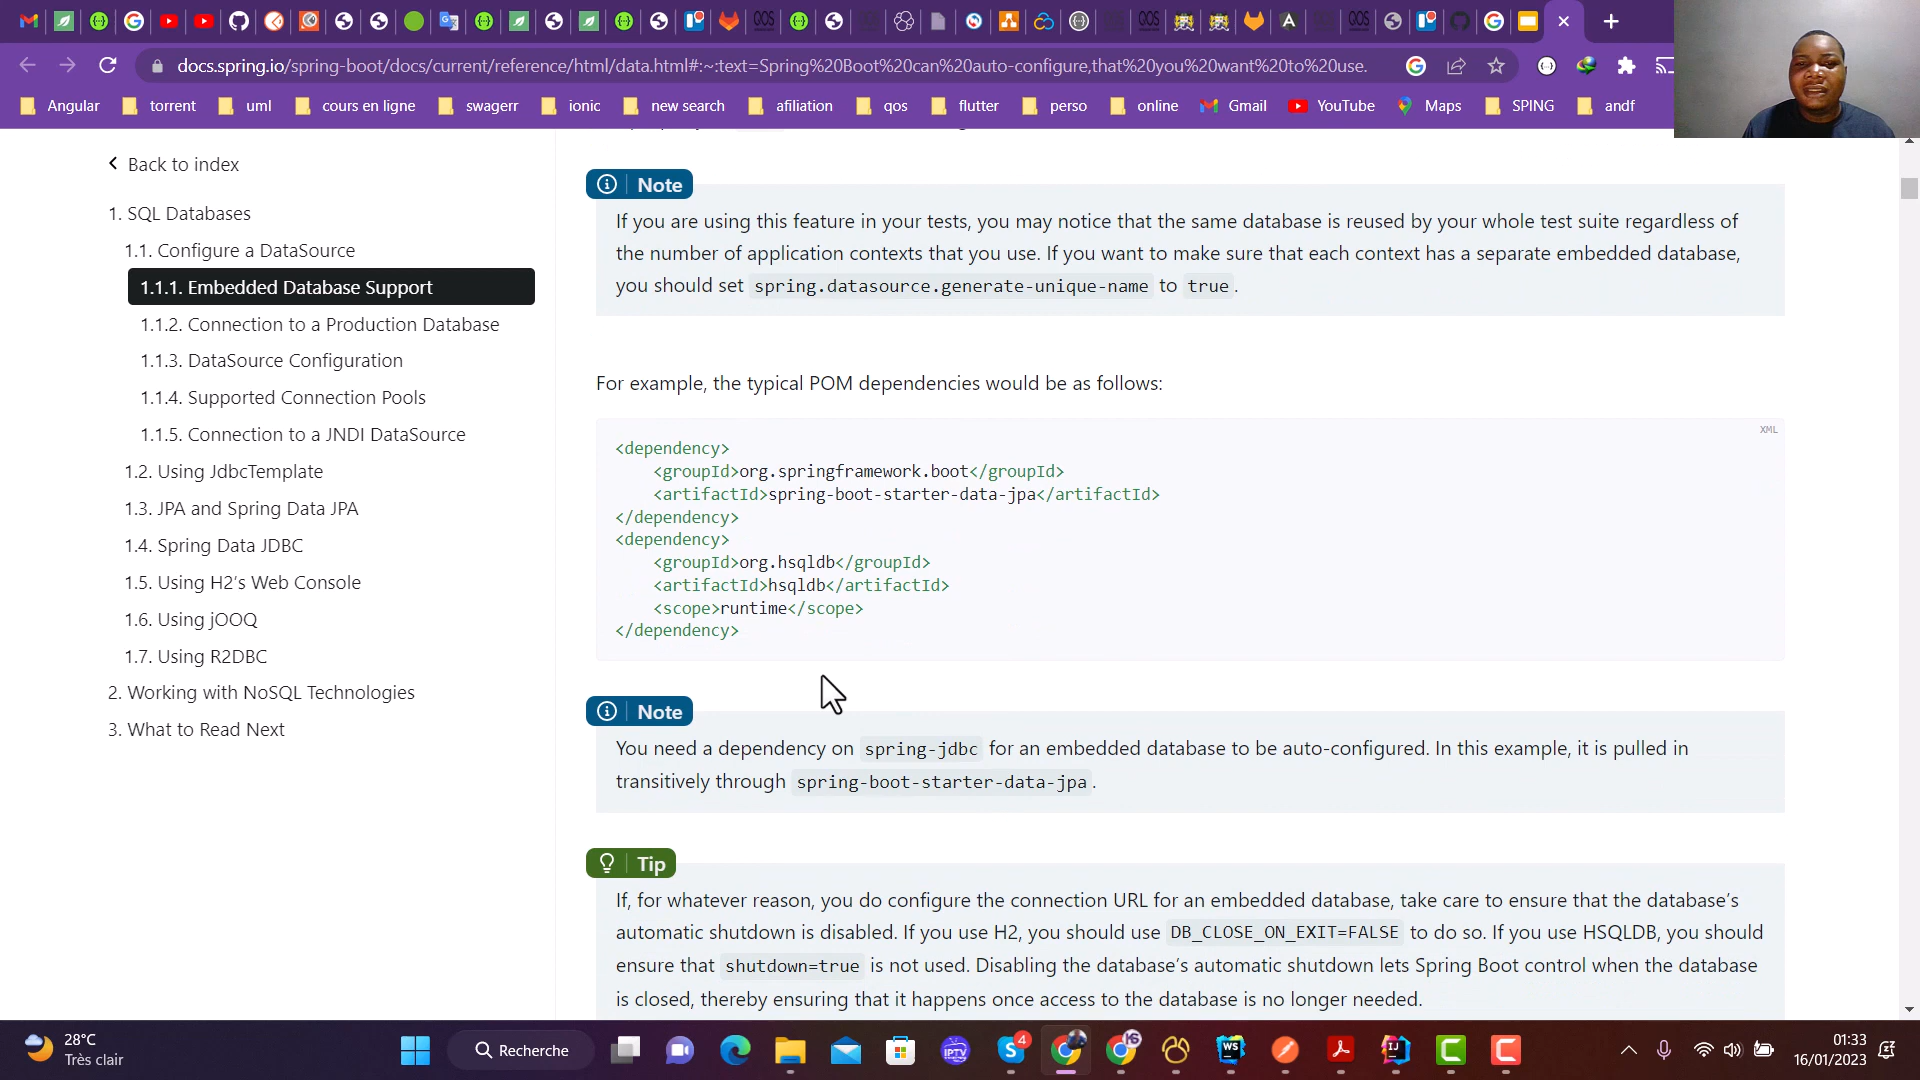 docs.spring.io/spring-boot/docs/current/reference/html/data.html#:~:text=Spring%20Boot%20can%20auto-configure,that%20you%20want%20to%20use.
Angular torrent uml cours en ligne swagerr ionic new search afiliation qos flutter perso online Gmail YouTube Maps SPING andf
Back to index
1. SQL Databases
1.1. Configure a DataSource
1.1.1. Embedded Database Support
1.1.2. Connection to a Production Database
1.1.3. DataSource Configuration
1.1.4. Supported Connection Pools
1.1.5. Connection to a JNDI DataSource
1.2. Using JdbcTemplate
1.3. JPA and Spring Data JPA
1.4. Spring Data JDBC
1.5. Using H2’s Web Console
1.6. Using jOOQ
1.7. Using R2DBC
2. Working with NoSQL Technologies
3. What to Read Next
Note
If you are using this feature in your tests, you may notice that the same database is reused by your whole test suite regardless of
the number of application contexts that you use. If you want to make sure that each context has a separate embedded database,
you should set spring.datasource.generate-unique-name to true.
For example, the typical POM dependencies would be as follows:
XML
<dependency>
<groupId>org.springframework.boot</groupId>
<artifactId>spring-boot-starter-data-jpa</artifactId>
</dependency>
<dependency>
<groupId>org.hsqldb</groupId>
<artifactId>hsqldb</artifactId>
<scope>runtime</scope>
</dependency>
Note
You need a dependency on spring-jdbc for an embedded database to be auto-configured. In this example, it is pulled in
transitively through spring-boot-starter-data-jpa.
Tip
If, for whatever reason, you do configure the connection URL for an embedded database, take care to ensure that the database’s
automatic shutdown is disabled. If you use H2, you should use DB_CLOSE_ON_EXIT=FALSE to do so. If you use HSQLDB, you should
ensure that shutdown=true is not used. Disabling the database’s automatic shutdown lets Spring Boot control when the database
is closed, thereby ensuring that it happens once access to the database is no longer needed.
28°C
Très clair
Recherche
IPTV
4
WS
IJ
01:33
16/01/2023